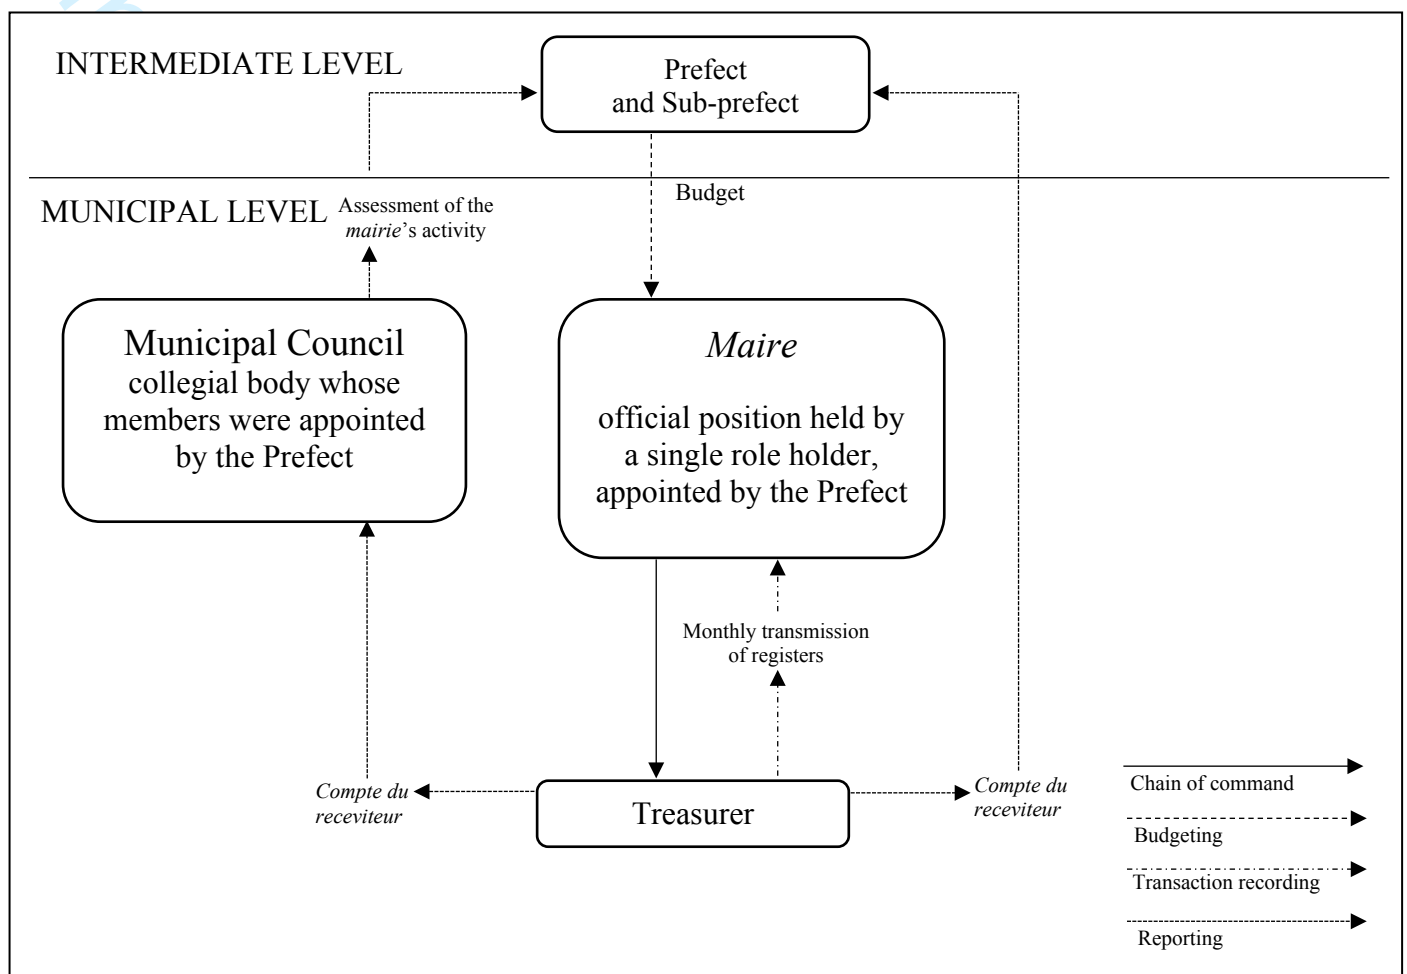 INTERMEDIATE LEVEL
Prefect
and Sub-prefect
Budget
MUNICIPAL LEVEL
Assessment of the
mairie's activity
Municipal Council
collegial body whose
members were appointed
by the Prefect
Maire
official position held by
a single role holder,
appointed by the Prefect
Monthly transmission
of registers
Compte du
receviteur
Treasurer
Compte du
receviteur
Chain of command
Budgeting
Transaction recording
Reporting